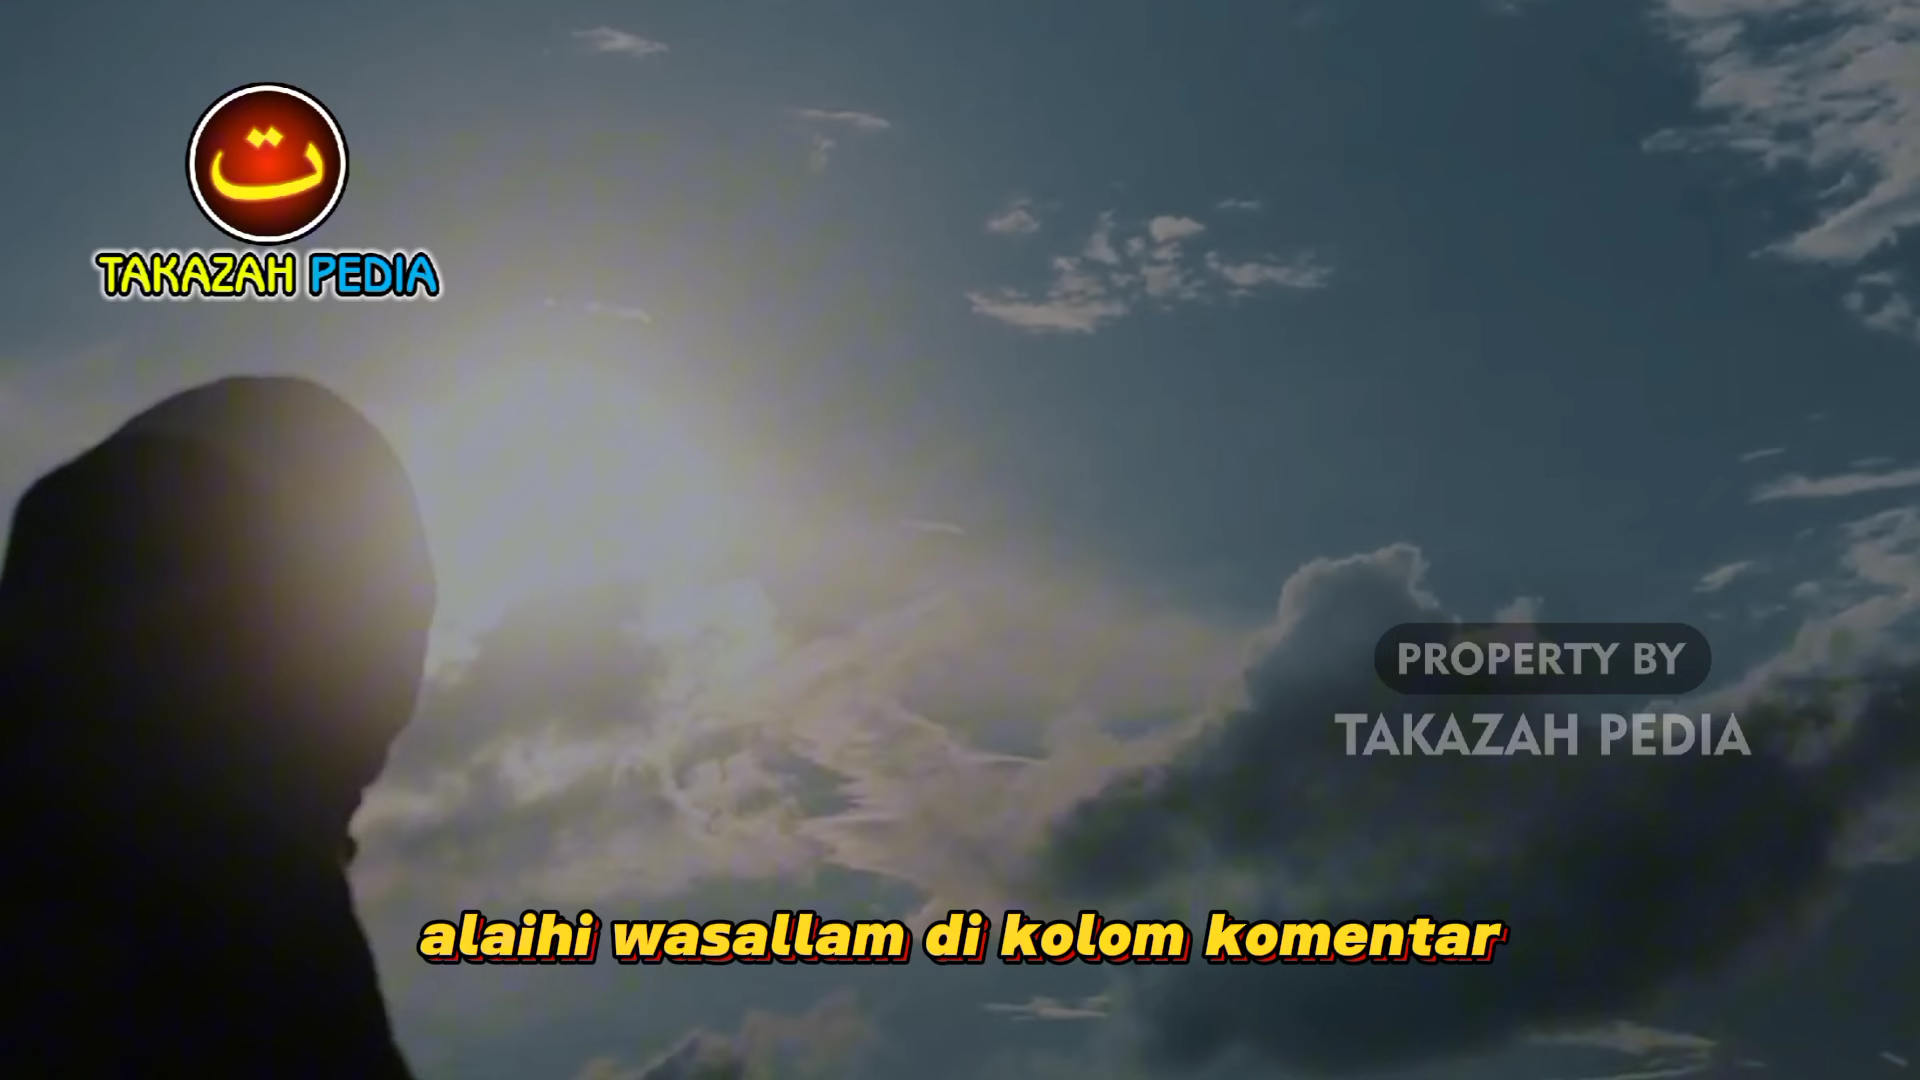 ت
TAKAZAH PEDIA
PROPERTY BY
TAKAZAH PEDIA
alaihi wasallam di kolom komentar